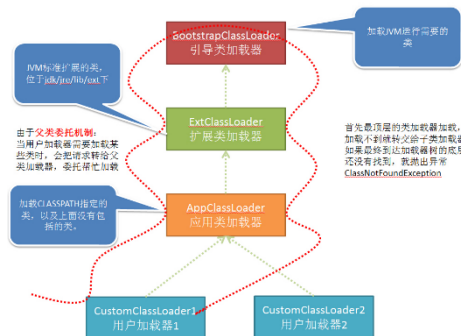 BootstrapClassLoader
引导类加载器
加载JVM运行需要的
类
JVM标准扩展的类,
位于jdk/jre/lib/ext下
ExtClassLoader
扩展类加载器
由于父类委托机制:
当用户加载器需要加载某
些类时, 会把请求转给父
类加载器, 委托帮忙加载
首先最顶层的类加载器加载,
加载不到就转交给子类加载器
如果最终到达加载器树的底层
还没有找到, 就抛出异常
ClassNotFoundException
加载CLASSPATH指定的
类, 以及上面没有包
括的类。
AppClassLoader
应用类加载器
CustomClassLoader1
用户加载器1
CustomClassLoader2
用户加载器2